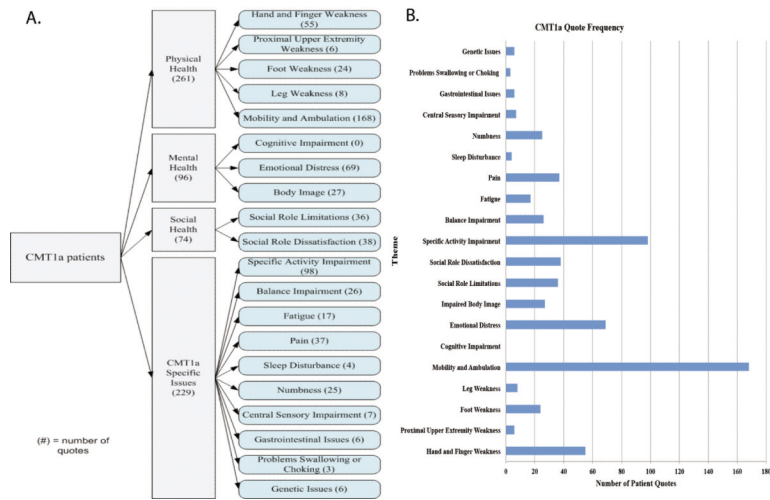 A.
CMT1a patients
(#) = number of
quotes
Physical
Health
(261)
Mental
Health
(96)
Social
Health
(74)
CMT1a
Specific
Issues
(229)
Hand and Finger Weakness
(55)
Proximal Upper Extremity
Weakness (6)
Foot Weakness (24)
Leg Weakness (8)
Mobility and Ambulation (168)
Cognitive Impairment (0)
Emotional Distress (69)
Body Image (27)
Social Role Limitations (36)
Social Role Dissatisfaction (38)
Specific Activity Impairment
(98)
Balance Impairment (26)
Fatigue (17)
Pain (37)
Sleep Disturbance (4)
Numbness (25)
Central Sensory Impairment (7)
Gastrointestinal Issues (6)
Problems Swallowing or
Choking (3)
Genetic Issues (6)
B.
CMT1a Quote Frequency
Theme
Genetic Issues
Problems Swallowing or Choking
Gastrointestinal Issues
Central Sensory Impairment
Numbness
Sleep Disturbance
Pain
Fatigue
Balance Impairment
Specific Activity Impairment
Social Role Dissatisfaction
Social Role Limitations
Impaired Body Image
Emotional Distress
Cognitive Impairment
Mobility and Ambulation
Leg Weakness
Foot Weakness
Proximal Upper Extremity Weakness
Hand and Finger Weakness
0 20 40 60 80 100 120 140 160 180
Number of Patient Quotes